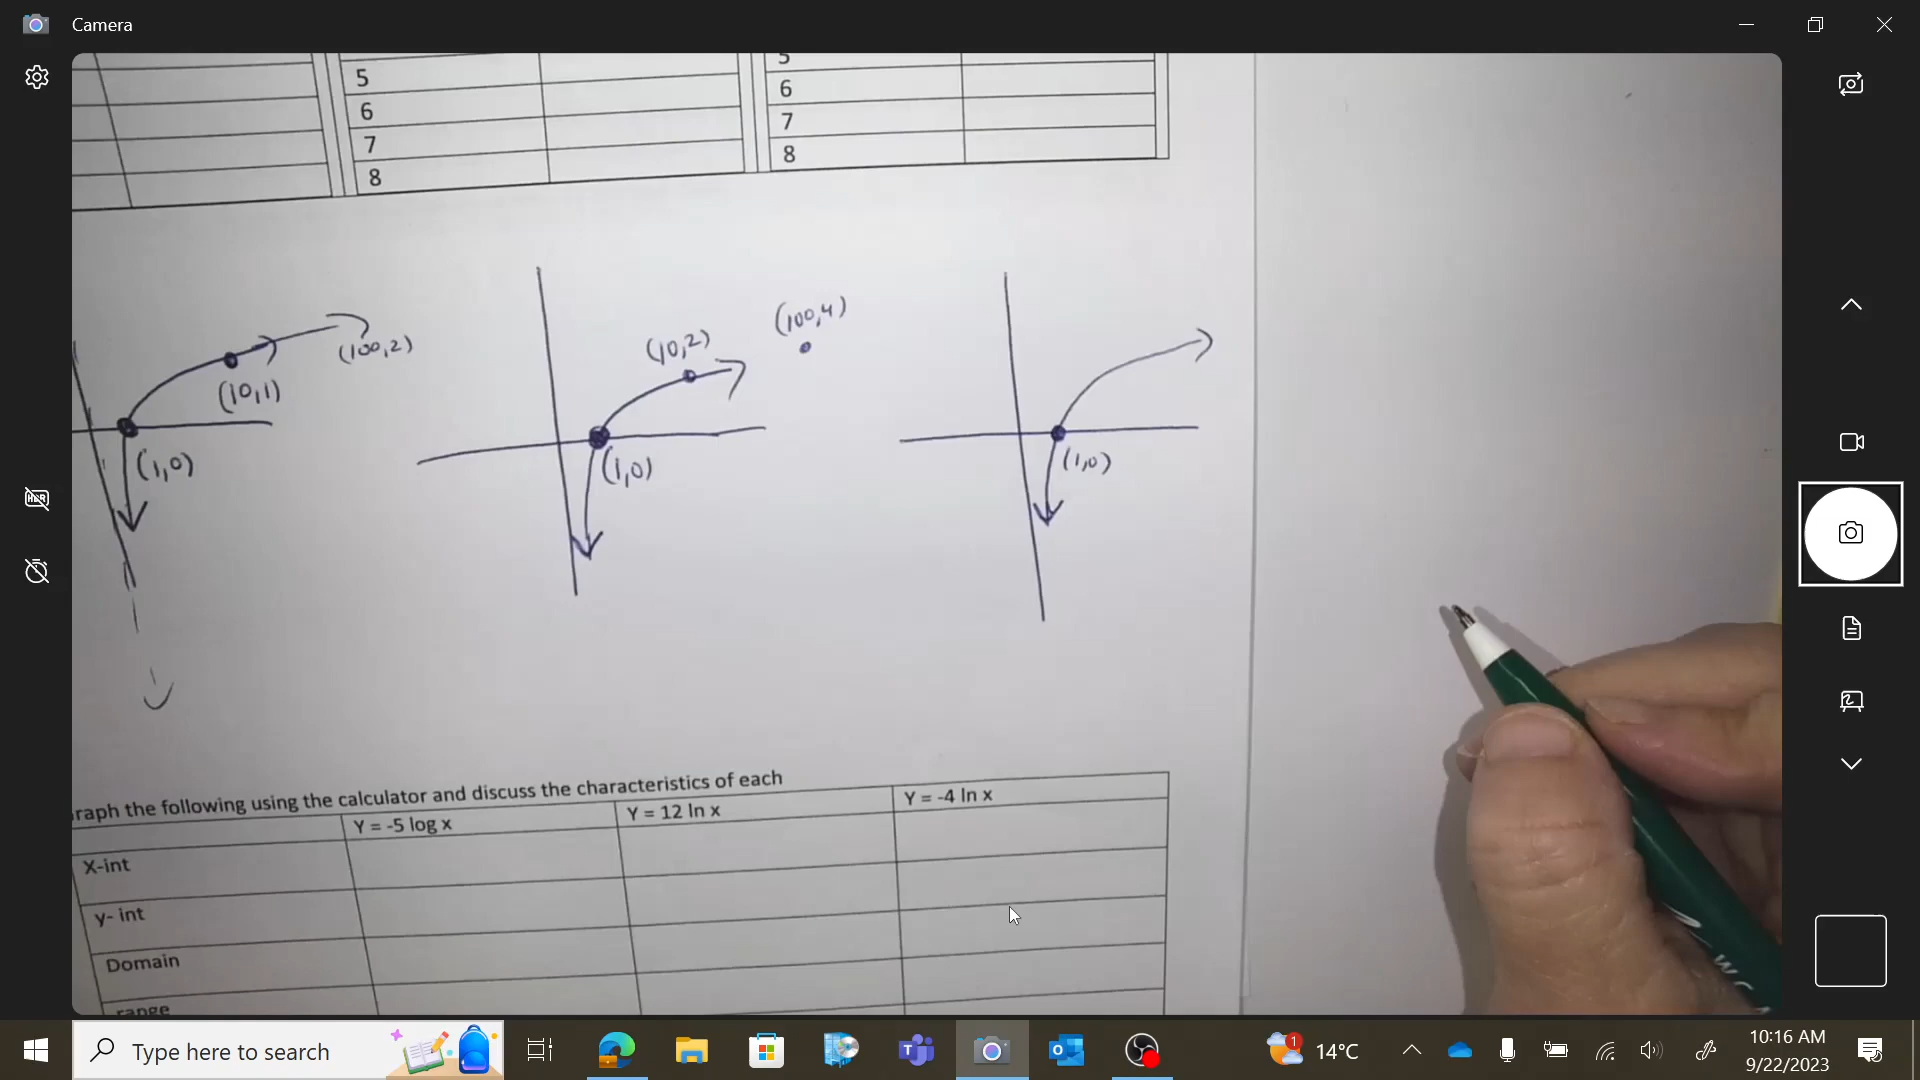 Camera
5
6
7
8
5
6
7
8
(100,2)
(10,1)
(1,0)
(10,2)
(100,4)
(1,0)
(1,0)
raph the following using the calculator and discuss the characteristics of each
Y = -5 log x
Y = 12 ln x
Y = -4 ln x
X-int
y- int
Domain
range
Type here to search
1
14°C
10:16 AM
9/22/2023